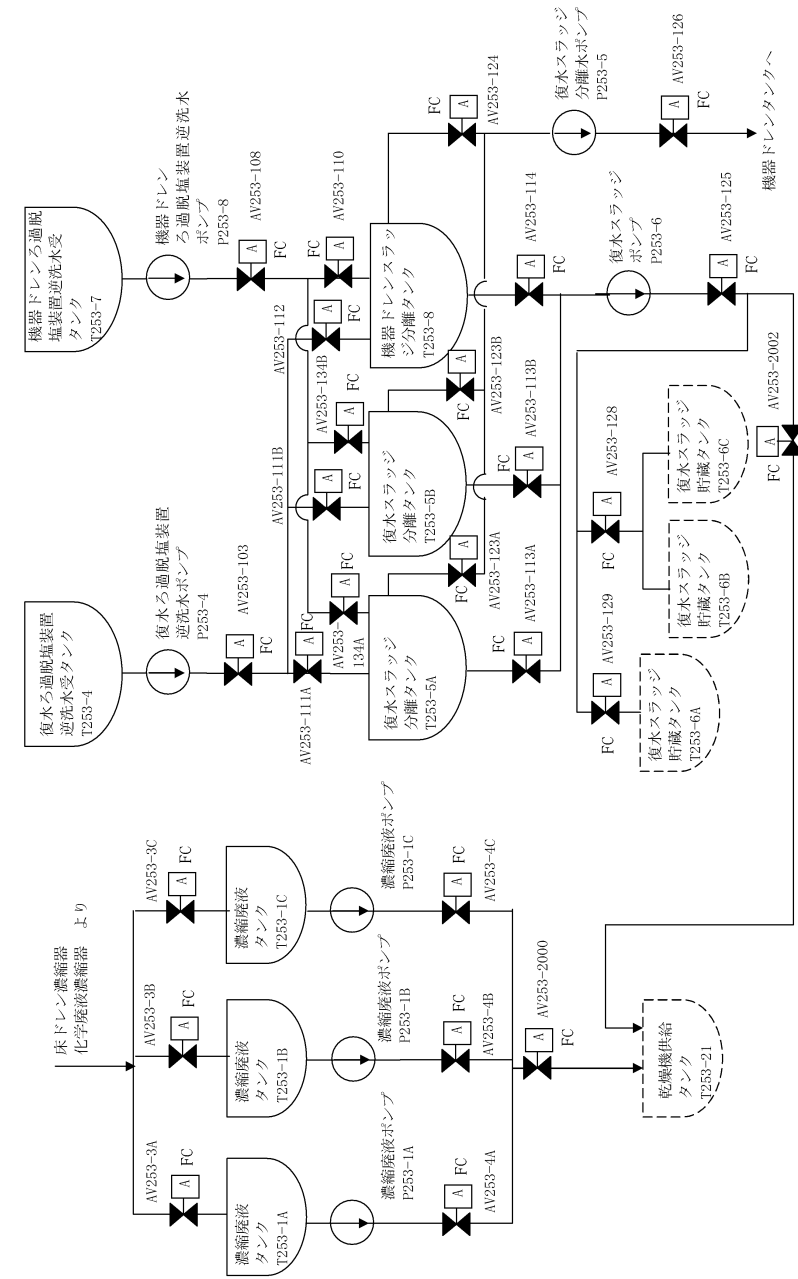 床ドレン濃縮器
化学廃液濃縮器 より
AV253-3A
A
FC
AV253-3B
A
FC
AV253-3C
A
FC
濃縮廃液
タンク
T253-1A
濃縮廃液
タンク
T253-1B
濃縮廃液
タンク
T253-1C
濃縮廃液ポンプ
P253-1A
濃縮廃液ポンプ
P253-1B
濃縮廃液ポンプ
P253-1C
A
FC
AV253-4A
A
FC
AV253-4B
A
FC
AV253-4C
AV253-2000
A
FC
乾燥機供給
タンク
T253-21
復水ろ過脱塩装置
逆洗水受タンク
T253-4
復水ろ過脱塩装置
逆洗水ポンプ
P253-4
AV253-103
A
FC
AV253-111A
A
FC
AV253-
134A
A
FC
AV253-111B
A
FC
AV253-134B
A
FC
AV253-112
A
FC
機器ドレンろ過脱
塩装置逆洗水受
タンク
T253-7
機器ドレン
ろ過脱塩装置逆洗水
ポンプ
P253-8
AV253-108
A
FC
AV253-110
A
FC
復水スラッジ
分離タンク
T253-5A
復水スラッジ
分離タンク
T253-5B
機器ドレンスラッ
ジ分離タンク
T253-8
A
FC
AV253-123A
A
FC
AV253-123B
A
FC
AV253-124
AV253-113A
A
FC
AV253-113B
A
FC
AV253-114
A
FC
復水スラッジ
分離水ポンプ
P253-5
AV253-126
A
FC
機器ドレンタンクへ
復水スラッジ
ポンプ
P253-6
AV253-125
A
FC
AV253-129
A
FC
AV253-128
A
FC
復水スラッジ
貯蔵タンク
T253-6A
復水スラッジ
貯蔵タンク
T253-6B
復水スラッジ
貯蔵タンク
T253-6C
AV253-2002
A
FC